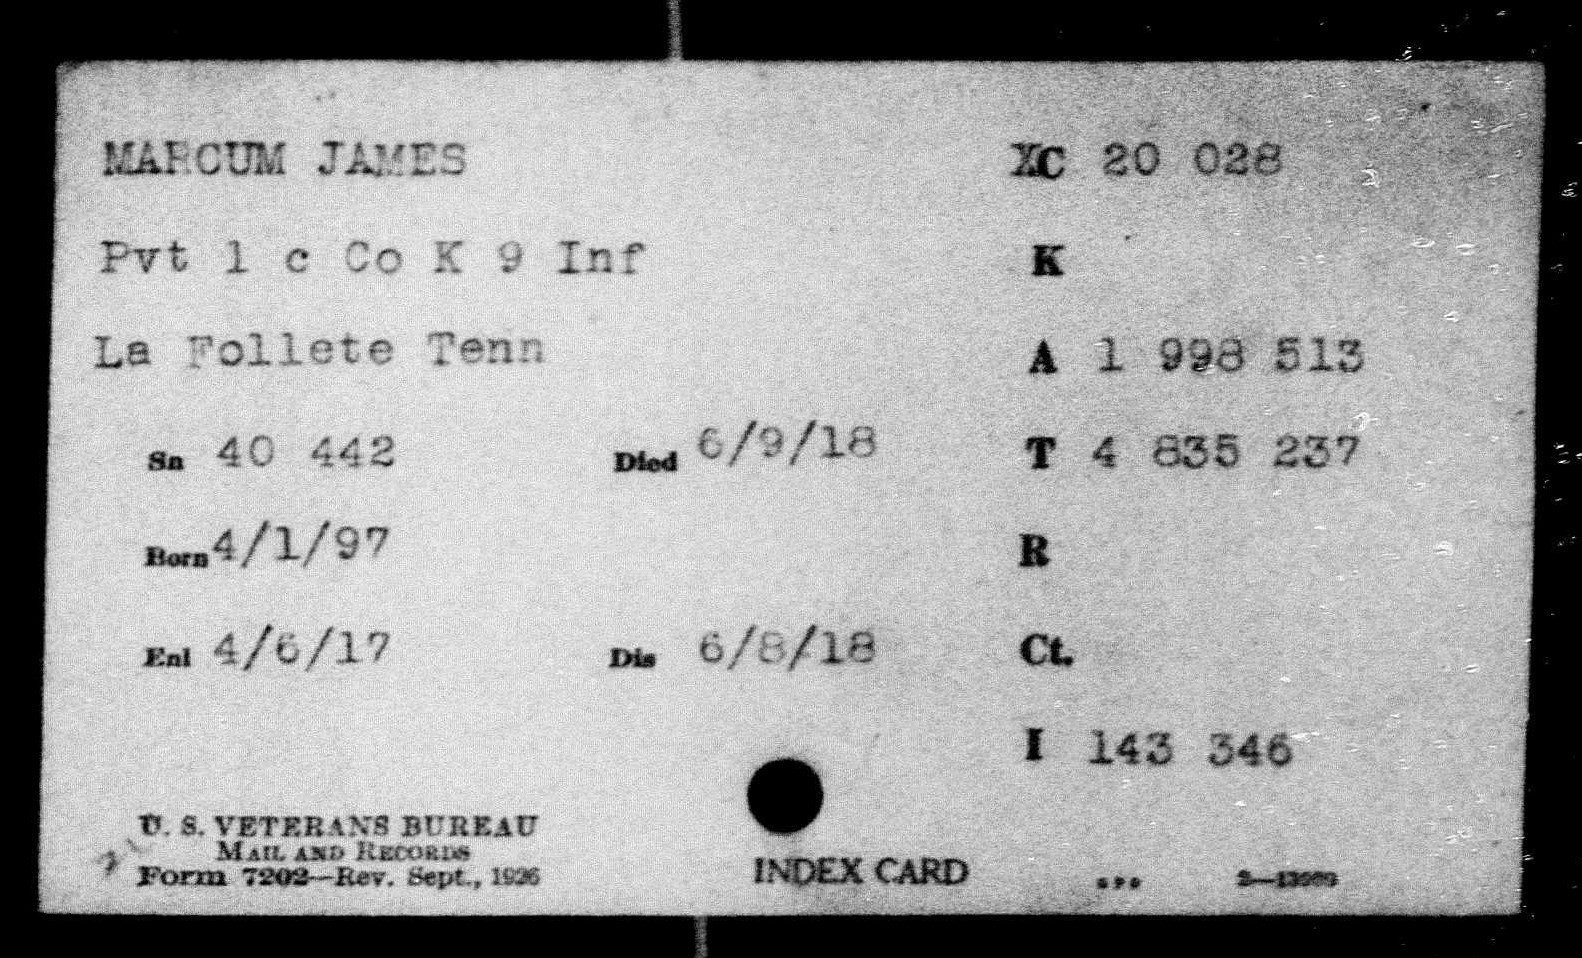 MARCUM JAMES XC 20 028
Pvt 1 c Co K 9 Inf K
La Follete Tenn A 1 998 513
Sn 40 442 Died 6/9/18 T 4 835 237
Born 4/1/97 R
Enl 4/6/17 Dis 6/8/18 Ct.
I 143 346
U. S. VETERANS BUREAU
MAIL AND RECORDS
Form 7202—Rev. Sept., 1926
INDEX CARD